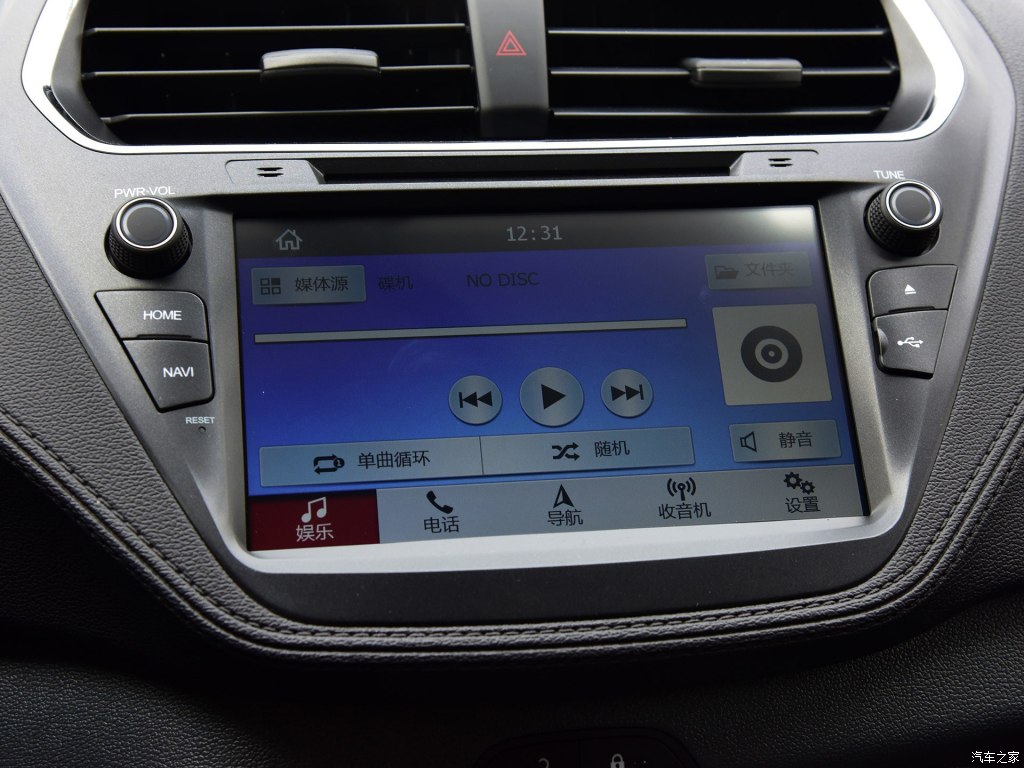 PWR-VOL
TUNE
12:31
媒体源 碟机 NO DISC 文件夹
HOME
NAVI
RESET
单曲循环 随机 静音
娱乐 电话 导航 收音机 设置
汽车之家